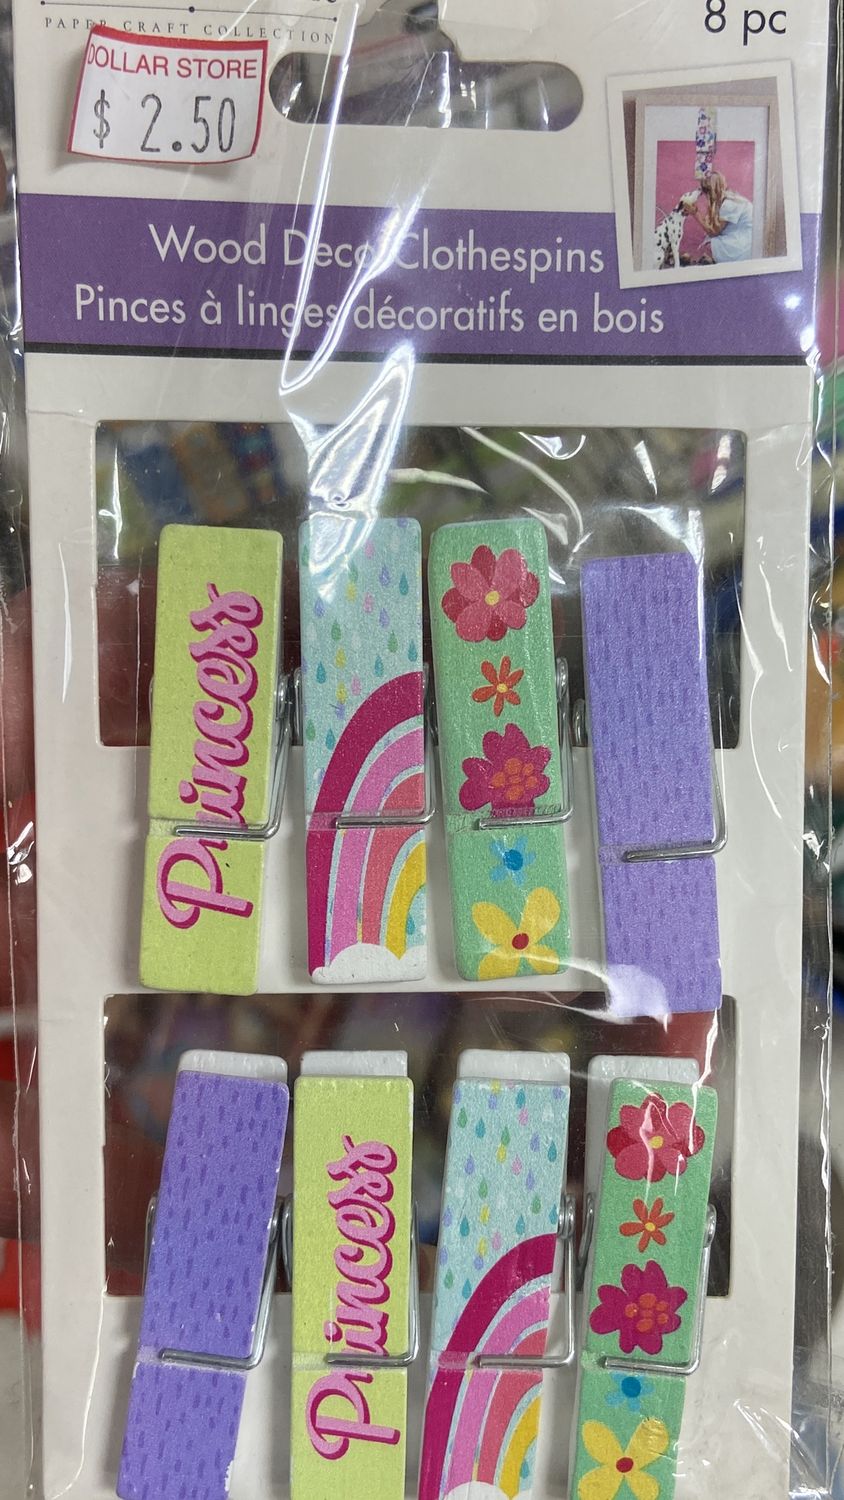 PAPER CRAFT COLLECTION
8 pc
DOLLAR STORE
$ 2.50
Wood Deco Clothespins
Pinces à linges décoratifs en bois
Princess
Princess